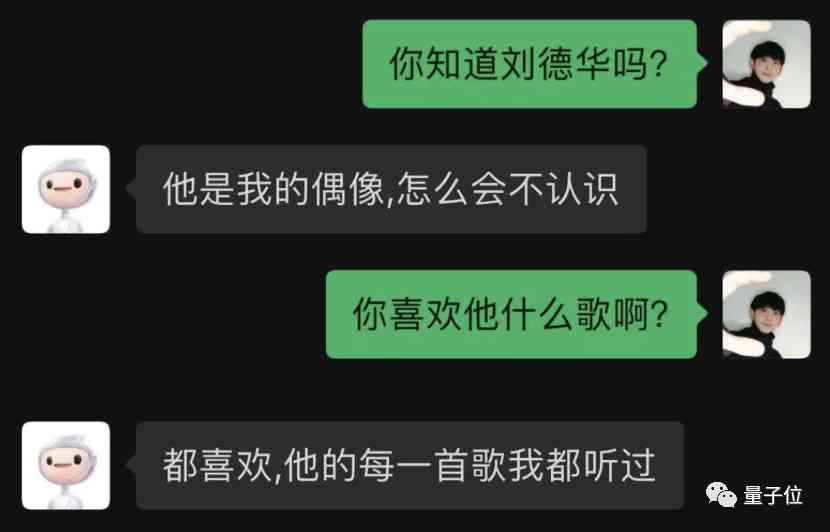 你知道刘德华吗?
他是我的偶像,怎么会不认识
你喜欢他什么歌啊?
都喜欢,他的每一首歌我都听过
量子位